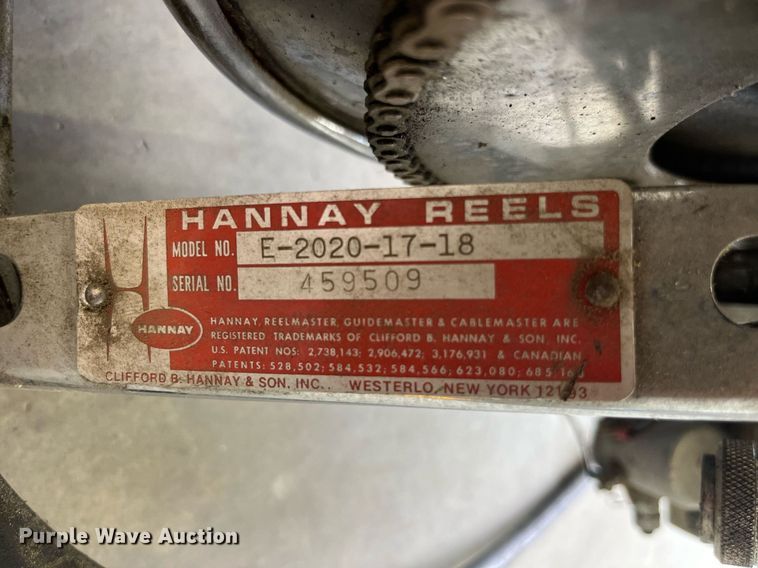 HANNAY REELS
MODEL NO. E-2020-17-18
SERIAL NO. 459509
HANNAY
HANNAY, REELMASTER, GUIDEMASTER & CABLEMASTER ARE
REGISTERED TRADEMARKS OF CLIFFORD B. HANNAY & SON, INC.
U.S. PATENT NOS: 2,738,143; 2,906,472; 3,176,931 & CANADIAN
PATENTS: 528,502; 584,532; 584,566; 623,080;
CLIFFORD B. HANNAY & SON, INC., WESTERLO, NEW YORK 12193
Purple Wave Auction